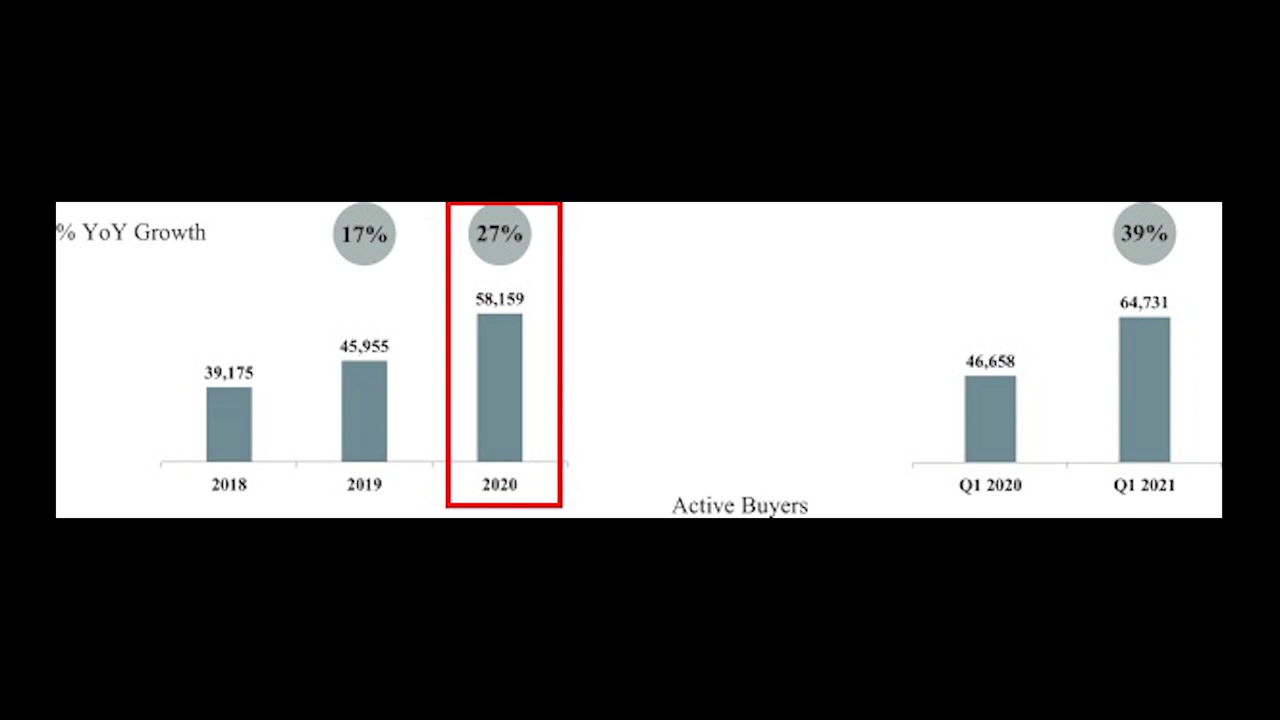 % YoY Growth
17%
27%
39%
58,159
64,731
45,955
46,658
39,175
2018
2019
2020
Q1 2020
Q1 2021
Active Buyers